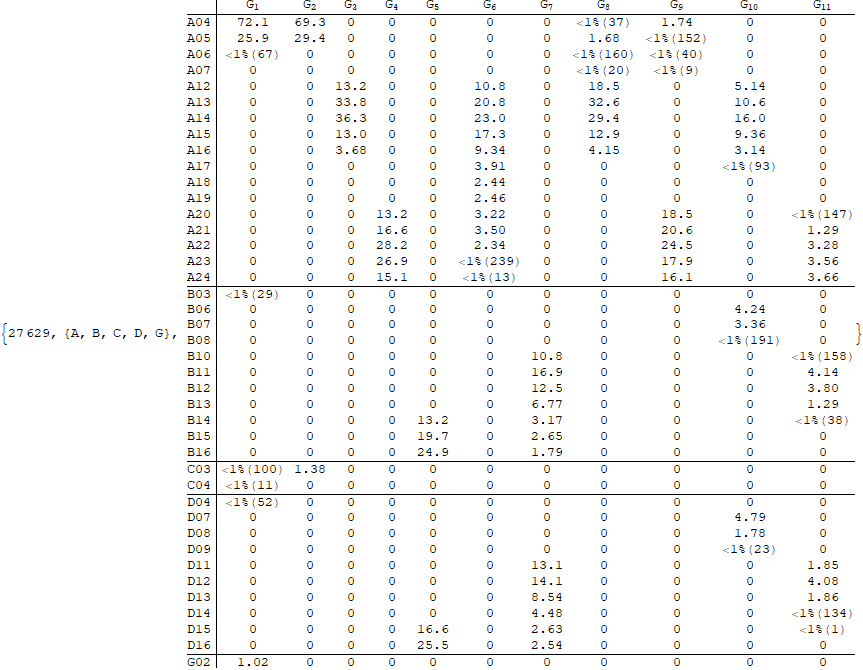 G1 G2 G3 G4 G5 G6 G7 G8 G9 G10 G11
A04 72.1 69.3 0 0 0 0 0 <1%(37) 1.74 0 0
A05 25.9 29.4 0 0 0 0 0 1.68 <1%(152) 0 0
A06 <1%(67) 0 0 0 0 0 0 <1%(160) <1%(40) 0 0
A07 0 0 0 0 0 0 0 <1%(20) <1%(9) 0 0
A12 0 0 13.2 0 0 10.8 0 18.5 0 5.14 0
A13 0 0 33.8 0 0 20.8 0 32.6 0 10.6 0
A14 0 0 36.3 0 0 23.0 0 29.4 0 16.0 0
A15 0 0 13.0 0 0 17.3 0 12.9 0 9.36 0
A16 0 0 3.68 0 0 9.34 0 4.15 0 3.14 0
A17 0 0 0 0 0 3.91 0 0 0 <1%(93) 0
A18 0 0 0 0 0 2.44 0 0 0 0 0
A19 0 0 0 0 0 2.46 0 0 0 0 0
A20 0 0 0 13.2 0 3.22 0 0 18.5 0 <1%(147)
A21 0 0 0 16.6 0 3.50 0 0 20.6 0 1.29
A22 0 0 0 28.2 0 2.34 0 0 24.5 0 3.28
A23 0 0 0 26.9 0 <1%(239) 0 0 17.9 0 3.56
A24 0 0 0 15.1 0 <1%(13) 0 0 16.1 0 3.66
B03 <1%(29) 0 0 0 0 0 0 0 0 0 0
B06 0 0 0 0 0 0 0 0 0 4.24 0
B07 0 0 0 0 0 0 0 0 0 3.36 0
{27 629, {A, B, C, D, G}, }
B08 0 0 0 0 0 0 0 0 0 <1%(191) 0
B10 0 0 0 0 0 0 10.8 0 0 0 <1%(158)
B11 0 0 0 0 0 0 16.9 0 0 0 4.14
B12 0 0 0 0 0 0 12.5 0 0 0 3.80
B13 0 0 0 0 0 0 6.77 0 0 0 1.29
B14 0 0 0 0 13.2 0 3.17 0 0 0 <1%(38)
B15 0 0 0 0 19.7 0 2.65 0 0 0 0
B16 0 0 0 0 24.9 0 1.79 0 0 0 0
C03 <1%(100) 1.38 0 0 0 0 0 0 0 0 0
C04 <1%(11) 0 0 0 0 0 0 0 0 0 0
D04 <1%(52) 0 0 0 0 0 0 0 0 0 0
D07 0 0 0 0 0 0 0 0 0 4.79 0
D08 0 0 0 0 0 0 0 0 0 1.78 0
D09 0 0 0 0 0 0 0 0 0 <1%(23) 0
D11 0 0 0 0 0 0 13.1 0 0 0 1.85
D12 0 0 0 0 0 0 14.1 0 0 0 4.08
D13 0 0 0 0 0 0 8.54 0 0 0 1.86
D14 0 0 0 0 0 0 4.48 0 0 0 <1%(134)
D15 0 0 0 0 16.6 0 2.63 0 0 0 <1%(1)
D16 0 0 0 0 25.5 0 2.54 0 0 0 0
G02 1.02 0 0 0 0 0 0 0 0 0 0